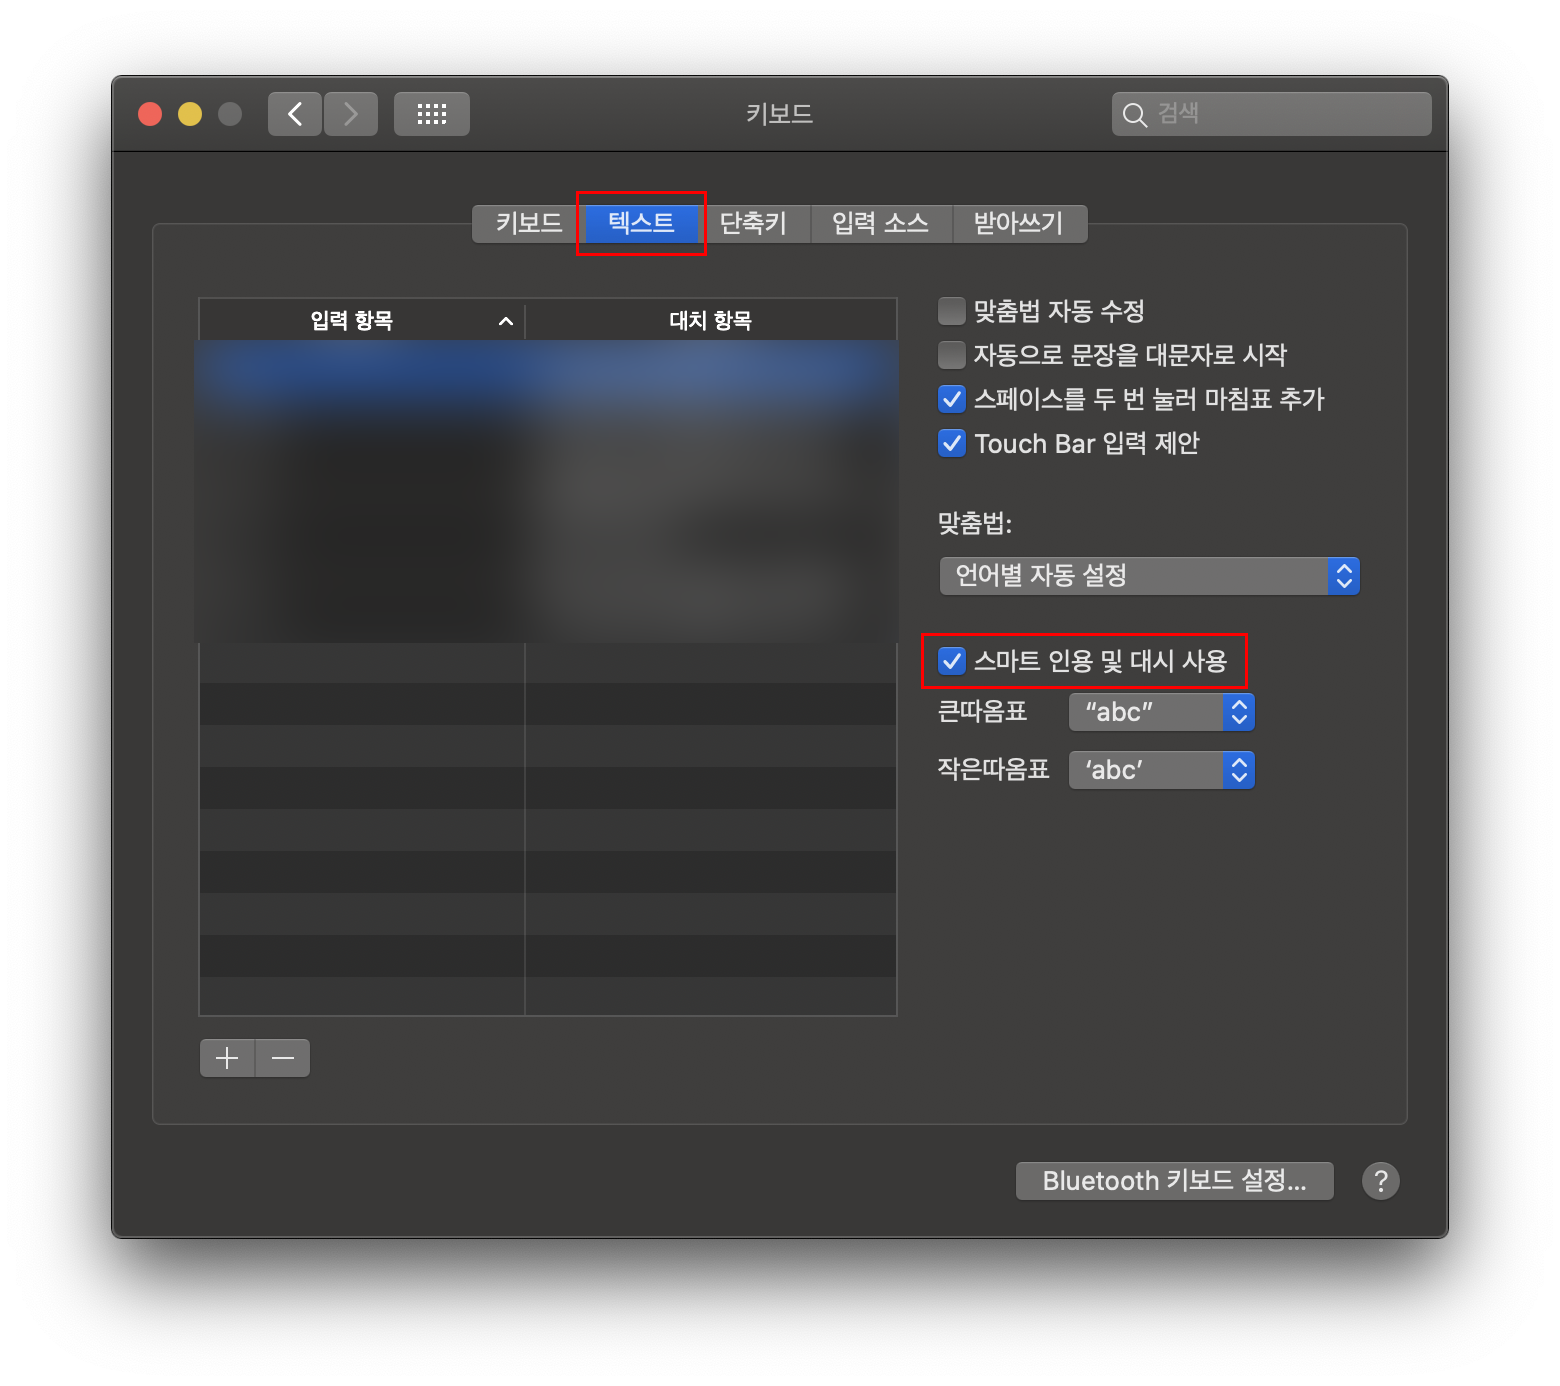 키보드
검색
키보드 텍스트 단축키 입력 소스 받아쓰기
입력 항목 대치 항목
맞춤법 자동 수정
자동으로 문장을 대문자로 시작
스페이스를 두 번 눌러 마침표 추가
Touch Bar 입력 제안
맞춤법:
언어별 자동 설정
스마트 인용 및 대시 사용
큰따옴표 “abc”
작은따옴표 ‘abc’
Bluetooth 키보드 설정... ?